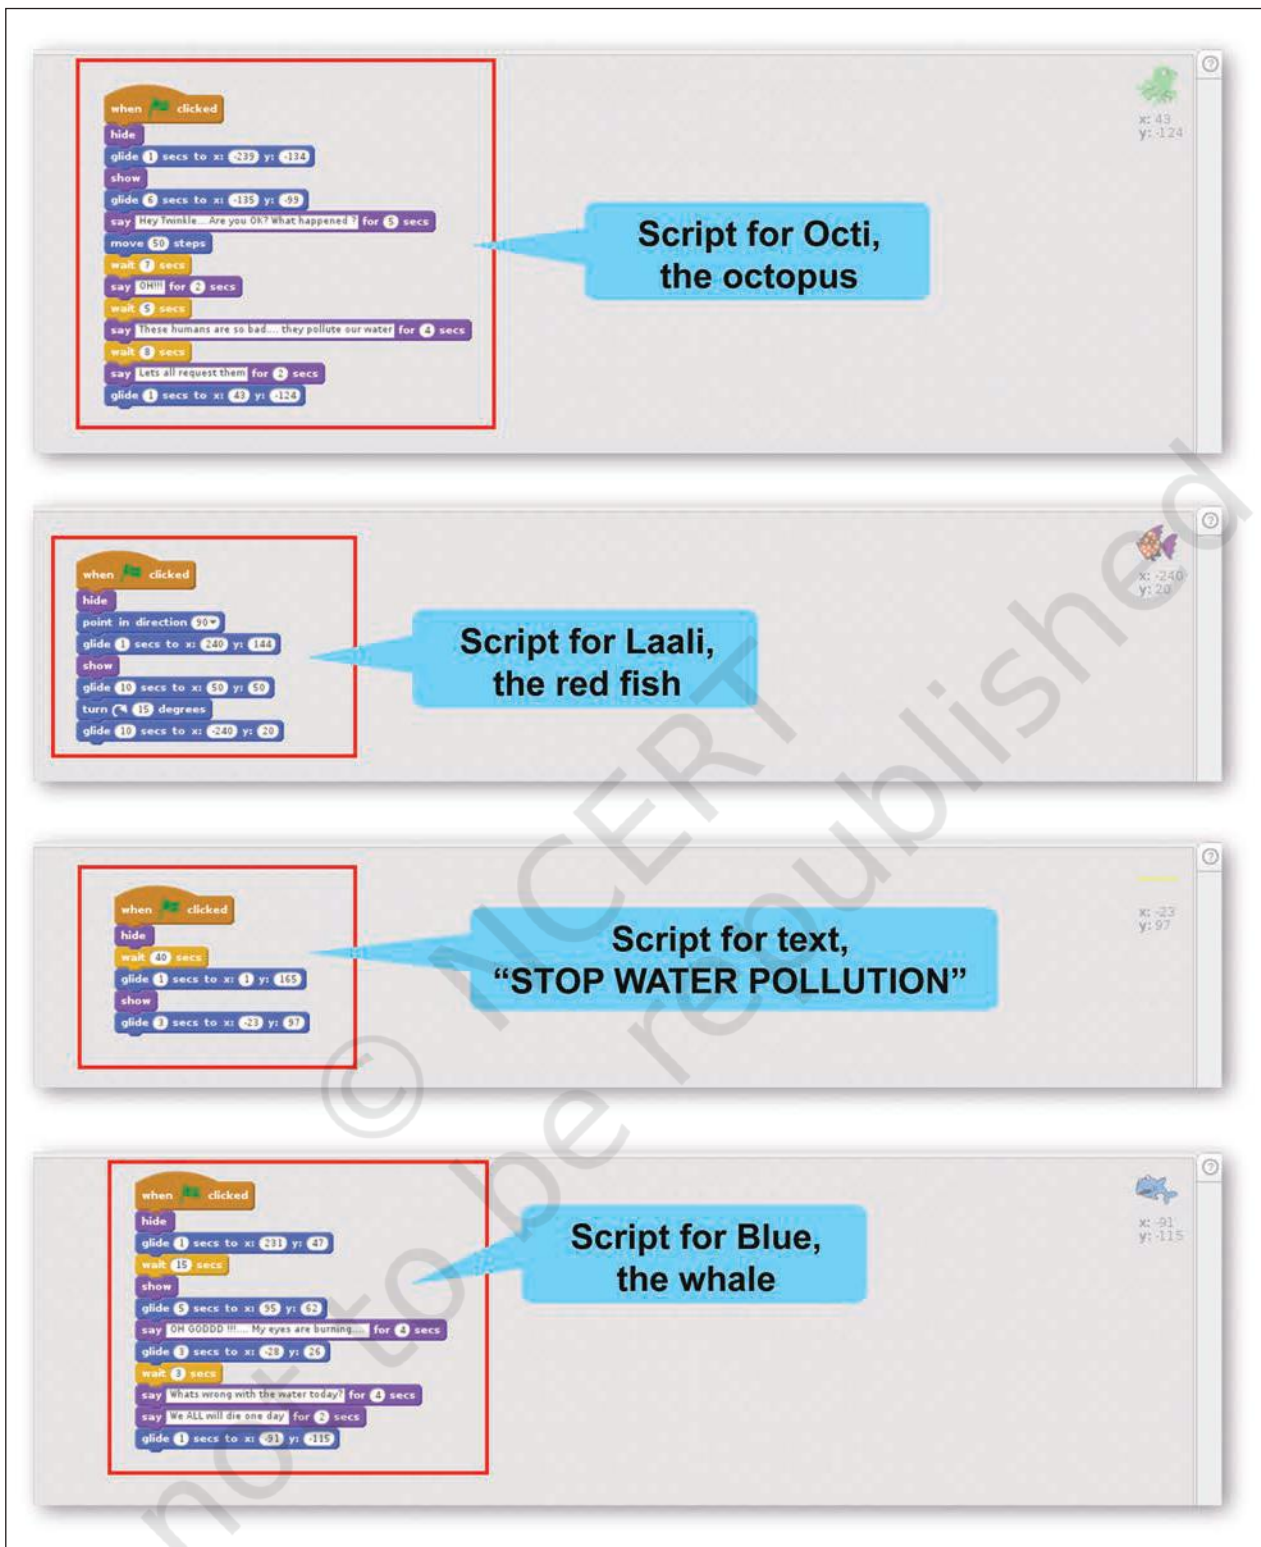 when clicked
hide
glide 1 secs to x: -239 y: -134
show
glide 6 secs to x: -135 y: -99
say Hey Twinkle... Are you OK? What happened ? for 5 secs
move 50 steps
wait 7 secs
say OH!!! for 2 secs
wait 5 secs
say These humans are so bad.... they pollute our water for 4 secs
wait 8 secs
say Lets all request them for 2 secs
glide 1 secs to x: 43 y: -124
Script for Octi,
the octopus
x: 43
y: -124
?
when clicked
hide
point in direction 90
glide 1 secs to x: 240 y: 144
show
glide 10 secs to x: 50 y: 50
turn 15 degrees
glide 10 secs to x: -240 y: 20
Script for Laali,
the red fish
x: -240
y: 20
?
when clicked
hide
wait 40 secs
glide 1 secs to x: 1 y: 165
show
glide 3 secs to x: -23 y: 97
Script for text,
“STOP WATER POLLUTION”
x: -23
y: 97
?
when clicked
hide
glide 1 secs to x: 231 y: 47
wait 15 secs
show
glide 5 secs to x: 95 y: 62
say OH GODDD !!!.... My eyes are burning.... for 4 secs
glide 3 secs to x: -28 y: 26
wait 3 secs
say Whats wrong with the water today? for 4 secs
say We ALL will die one day for 2 secs
glide 1 secs to x: -91 y: -115
Script for Blue,
the whale
x: -91
y: -115
?
© NCERT
not to be republished